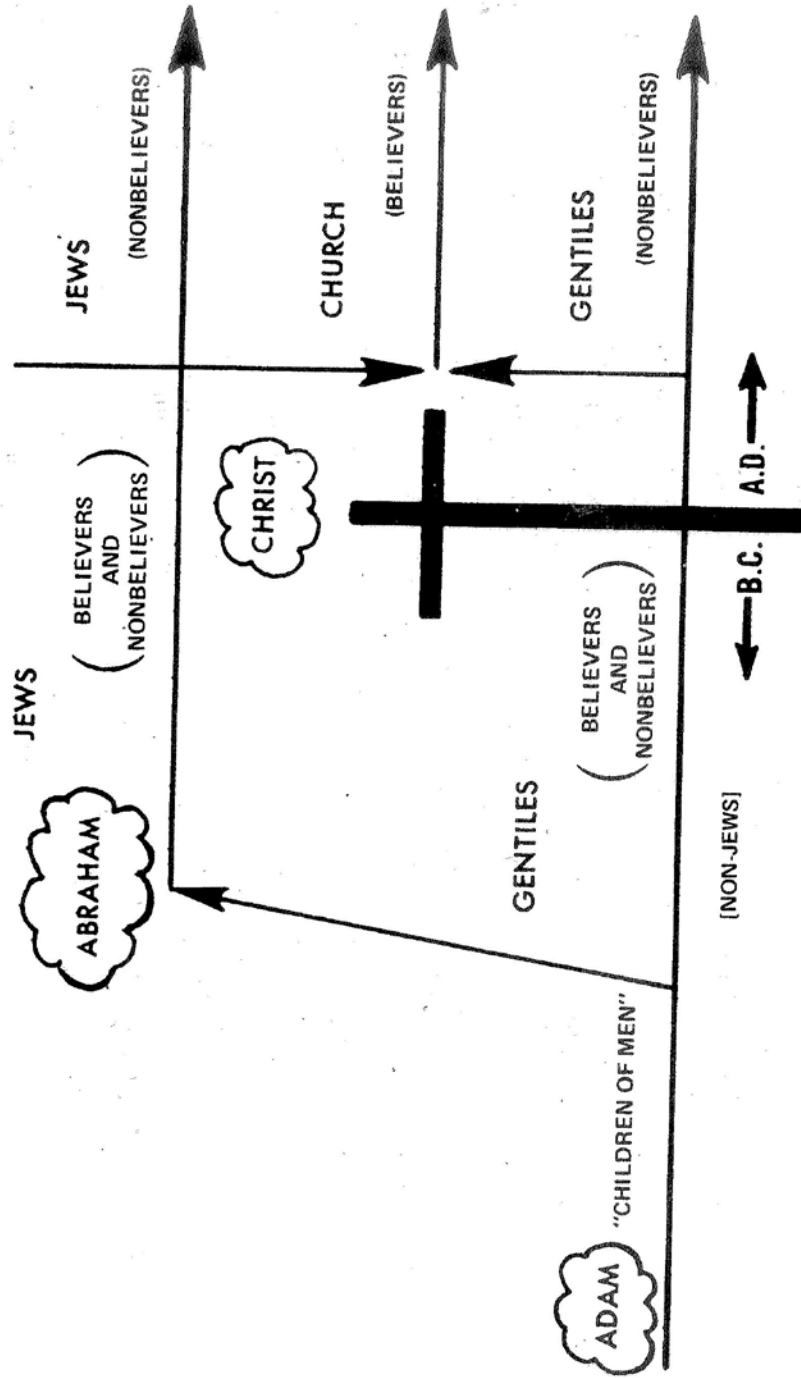 JEWS
JEWS
(NONBELIEVERS)
(BELIEVERS
AND
NONBELIEVERS)
ABRAHAM
CHRIST
CHURCH
(BELIEVERS)
GENTILES
GENTILES
(NONBELIEVERS)
(BELIEVERS
AND
NONBELIEVERS)
ADAM
"CHILDREN OF MEN"
[NON-JEWS]
B.C. A.D.